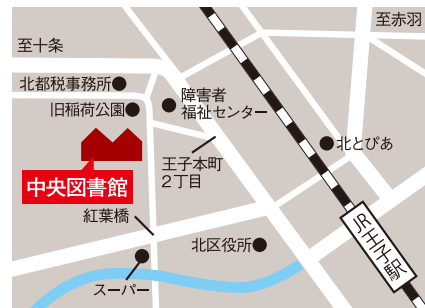 至赤羽
至十条
北都税事務所
障害者
福祉センター
旧稲荷公園
北とぴあ
王子本町
2丁目
中央図書館
紅葉橋
JR王子駅
北区役所
スーパー